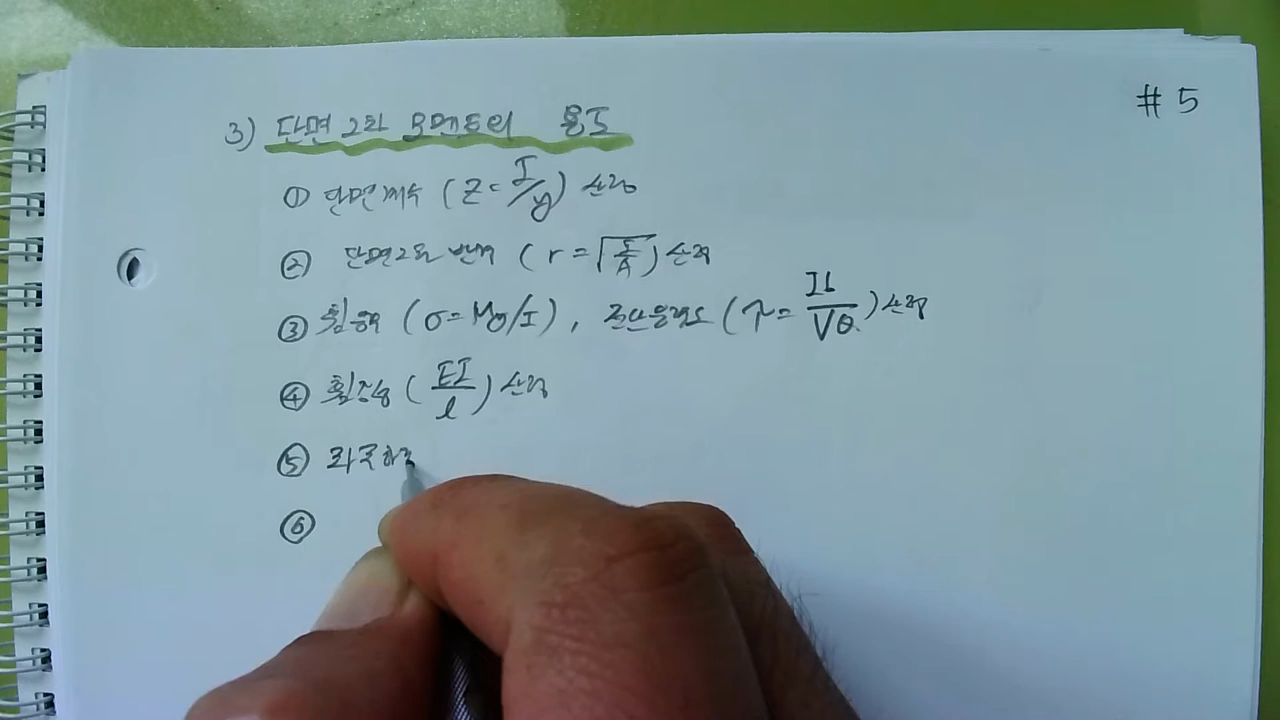 #5
3) 단면 2차 모멘트의 용도
① 단면계수 (Z = I/y) 산정
② 단면2차 반경 (r = √I/A) 산정
③ 휨응력 (σ = My/I), 전단응력도 (τ = Ib/VQ) 산정
④ 휨강성 (EI/l) 산정
⑤ 좌굴하중
⑥